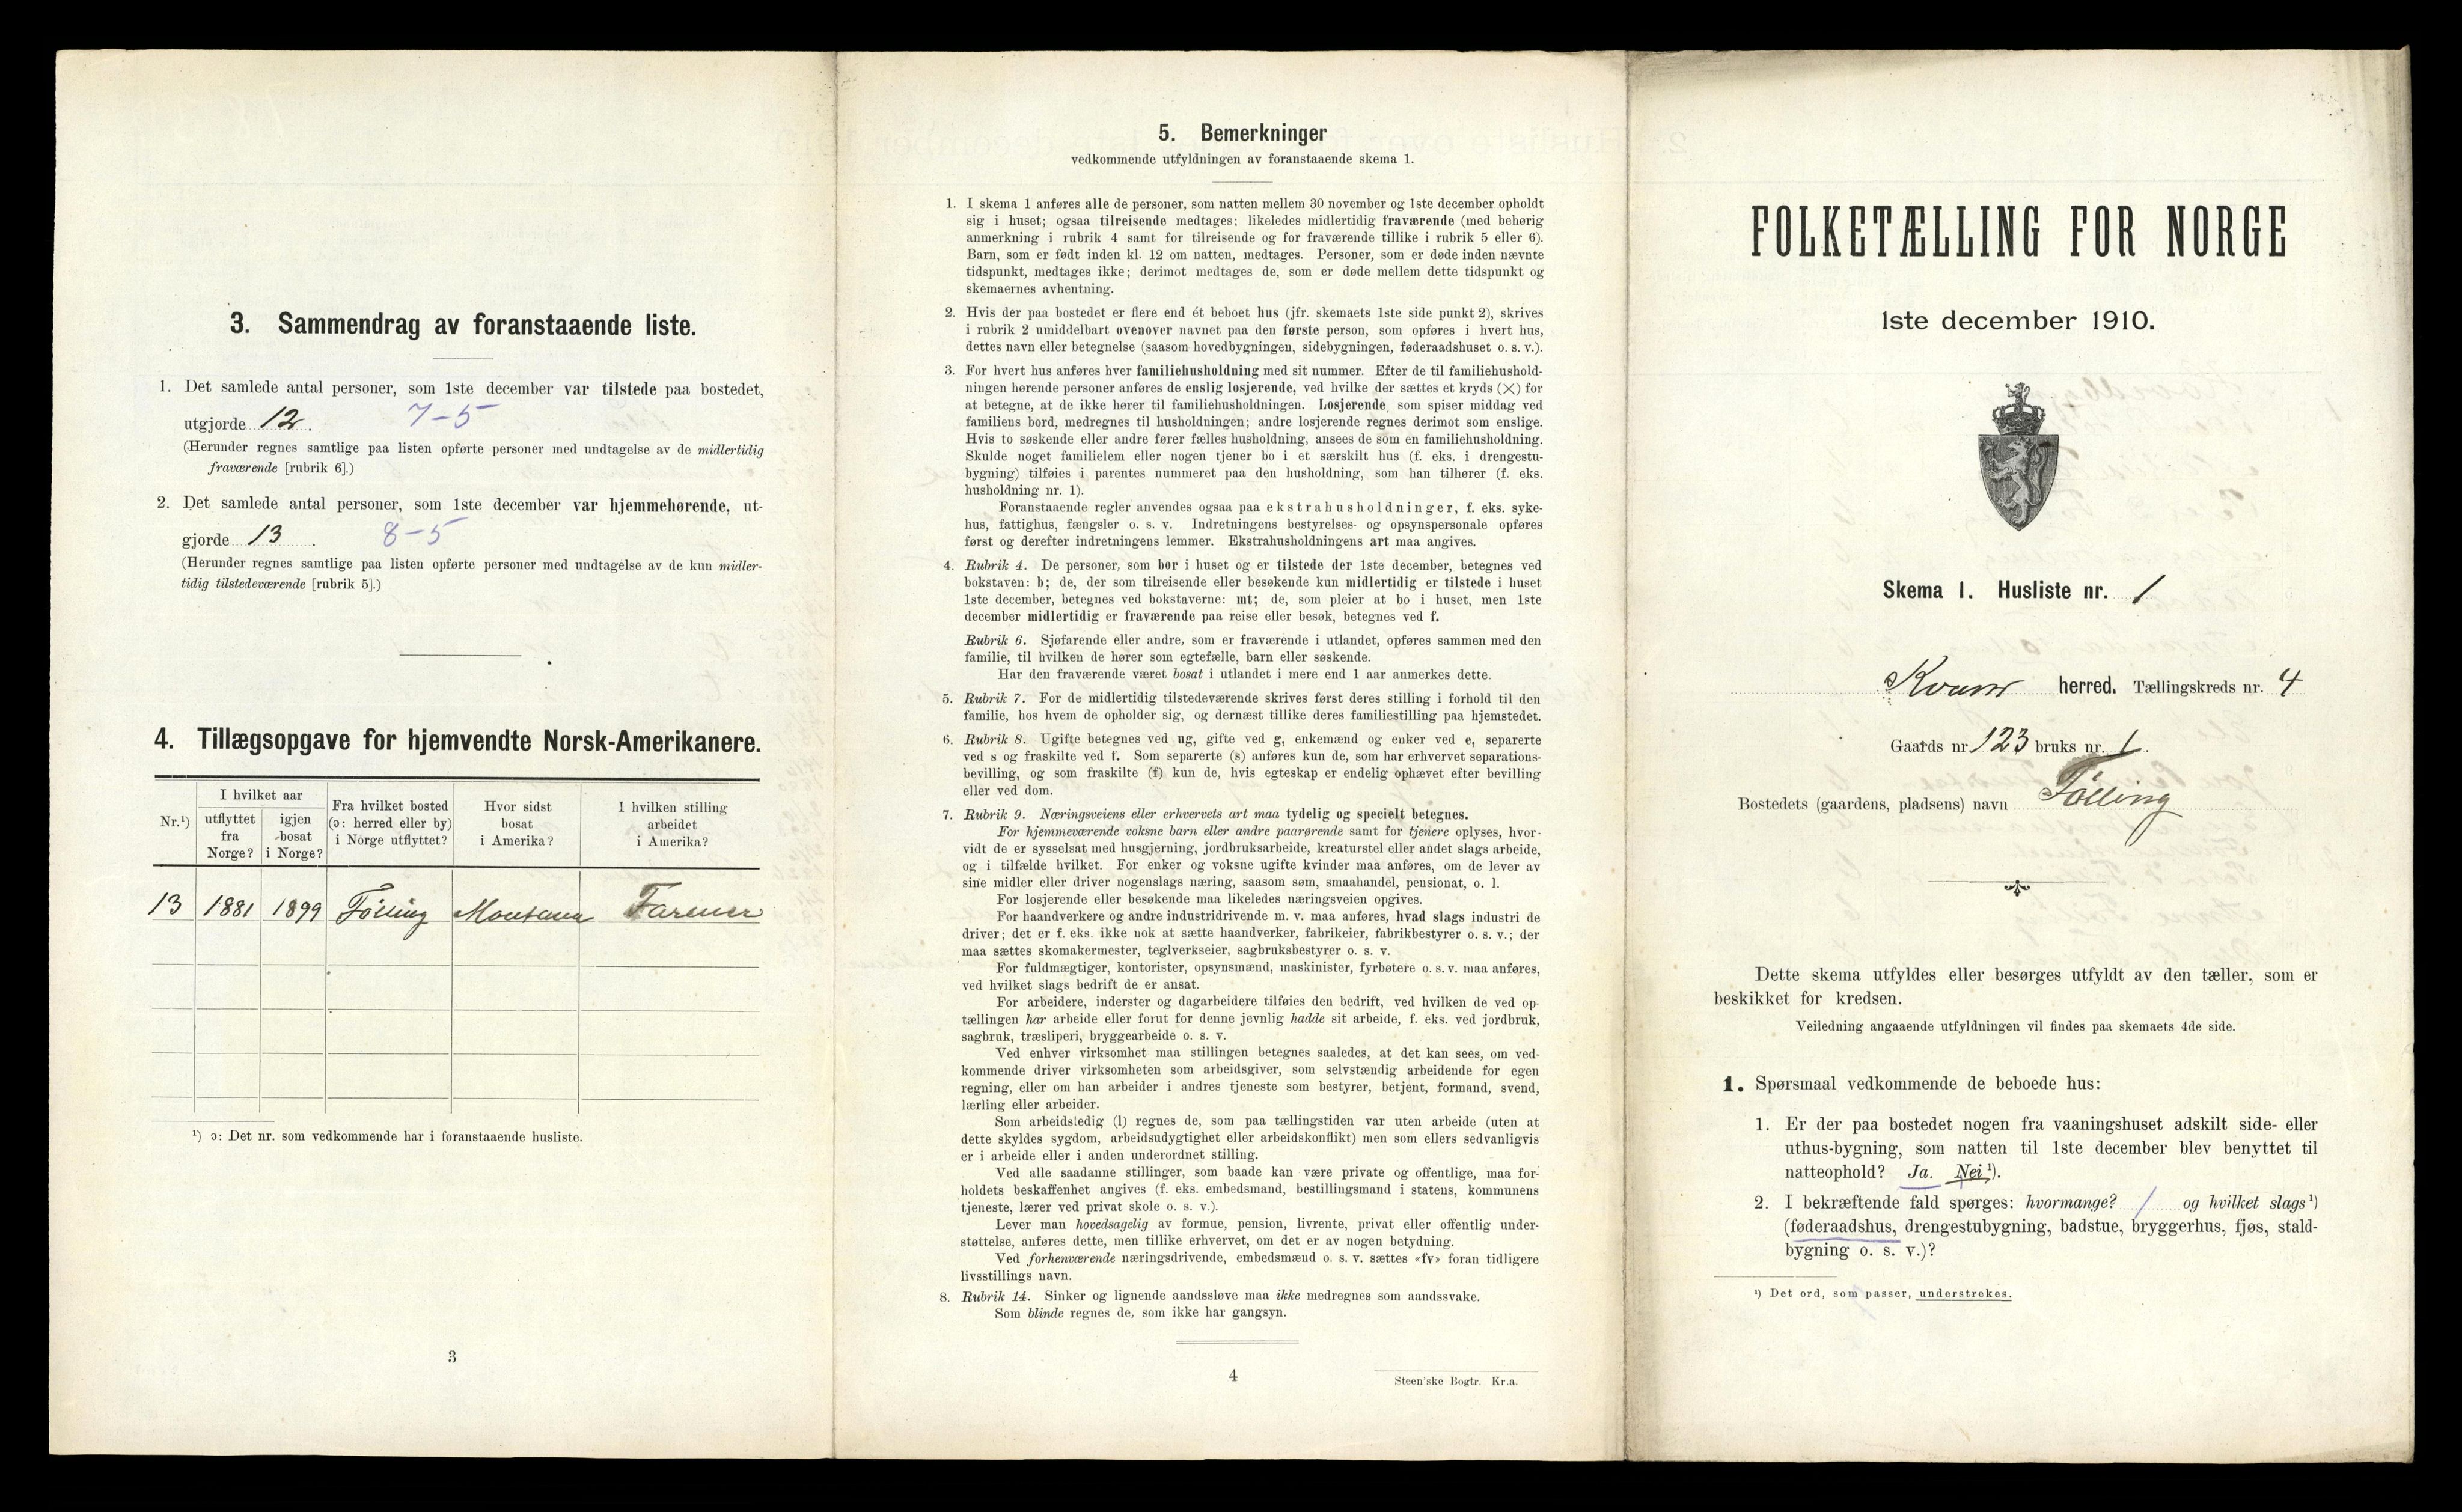 3. Sammendrag av foranstaaende liste.
1. Det samlede antal personer, som 1ste december var tilstede paa bostedet,
utgjorde 12. 7-5
(Herunder regnes samtlige paa listen opførte personer med undtagelse av de midlertidig
fraværende [rubrik 6].)
2. Det samlede antal personer, som 1ste december var hjemmehørende, ut-
gjorde 13. 8-5
(Herunder regnes samtlige paa listen opførte personer med undtagelse av de kun midler-
tidig tilstedeværende [rubrik 5].)
4. Tillægsopgave for hjemvendte Norsk-Amerikanere.
Nr.¹)
I hvilket aar
utflyttet
fra
Norge?
igjen
bosat
i Norge?
Fra hvilket bosted
(ɔ: herred eller by)
i Norge utflyttet?
Hvor sidst
bosat
i Amerika?
I hvilken stilling
arbeidet
i Amerika?
13 1881 1899 Tölling Montana Farmer
¹) ɔ: Det nr. som vedkommende har i foranstaaende husliste.
3
5. Bemerkninger
vedkommende utfyldningen av foranstaaende skema 1.
1. I skema 1 anføres alle de personer, som natten mellem 30 november og 1ste december opholdt
sig i huset; ogsaa tilreisende medtages; likeledes midlertidig fraværende (med behørig
anmerkning i rubrik 4 samt for tilreisende og for fraværende tillike i rubrik 5 eller 6).
Barn, som er født inden kl. 12 om natten, medtages. Personer, som er døde inden nævnte
tidspunkt, medtages ikke; derimot medtages de, som er døde mellem dette tidspunkt og
skemaernes avhentning.
2. Hvis der paa bostedet er flere end ét beboet hus (jfr. skemaets 1ste side punkt 2), skrives
i rubrik 2 umiddelbart ovenover navnet paa den første person, som opføres i hvert hus,
dettes navn eller betegnelse (saasom hovedbygningen, sidebygningen, føderaadshuset o. s. v.).
3. For hvert hus anføres hver familiehusholdning med sit nummer. Efter de til familiehushold-
ningen hørende personer anføres de enslig losjerende, ved hvilke der sættes et kryds (×) for
at betegne, at de ikke hører til familiehusholdningen. Losjerende som spiser middag ved
familiens bord, medregnes til husholdningen; andre losjerende regnes derimot som enslige.
Hvis to søskende eller andre fører fælles husholdning, ansees de som en familiehusholdning.
Skulde noget familielem eller nogen tjener bo i et særskilt hus (f. eks. i drengestu-
bygning) tilføies i parentes nummeret paa den husholdning, som han tilhører (f. eks.
husholdning nr. 1).
Foranstaaende regler anvendes ogsaa paa ekstrahusholdninger, f. eks. syke-
hus, fattighus, fængsler o. s. v. Indretningens bestyrelses- og opsynspersonale opføres
først og derefter indretningens lemmer. Ekstrahusholdningens art maa angives.
4. Rubrik 4. De personer, som bor i huset og er tilstede der 1ste december, betegnes ved
bokstaven: b; de, der som tilreisende eller besøkende kun midlertidig er tilstede i huset
1ste december, betegnes ved bokstaverne: mt; de, som pleier at bo i huset, men 1ste
december midlertidig er fraværende paa reise eller besøk, betegnes ved f.
Rubrik 6. Sjøfarende eller andre, som er fraværende i utlandet, opføres sammen med den
familie, til hvilken de hører som egtefælle, barn eller søskende.
Har den fraværende været bosat i utlandet i mere end 1 aar anmerkes dette.
5. Rubrik 7. For de midlertidig tilstedeværende skrives først deres stilling i forhold til den
familie, hos hvem de opholder sig, og dernæst tillike deres familiestilling paa hjemstedet.
6. Rubrik 8. Ugifte betegnes ved ug, gifte ved g, enkemænd og enker ved e, separerte
ved s og fraskilte ved f. Som separerte (s) anføres kun de, som har erhvervet separations-
bevilling, og som fraskilte (f) kun de, hvis egteskap er endelig ophævet efter bevilling
eller ved dom.
7. Rubrik 9. Næringsveiens eller erhvervets art maa tydelig og specielt betegnes.
For hjemmeværende voksne barn eller andre paarørende samt for tjenere oplyses, hvor-
vidt de er sysselsat med husgjerning, jordbruksarbeide, kreaturstel eller andet slags arbeide,
og i tilfælde hvilket. For enker og voksne ugifte kvinder maa anføres, om de lever av
sine midler eller driver nogenslags næring, saasom søm, smaahandel, pensionat, o. l.
For losjerende eller besøkende maa likeledes næringsveien opgives.
For haandverkere og andre industridrivende m. v. maa anføres, hvad slags industri de
driver; det er f. eks. ikke nok at sætte haandverker, fabrikeier, fabrikbestyrer o. s. v.; der
maa sættes skomakermester, teglverkseier, sagbruksbestyrer o. s. v.
For fuldmægtiger, kontorister, opsynsmænd, maskinister, fyrbøtere o. s. v. maa anføres,
ved hvilket slags bedrift de er ansat.
For arbeidere, inderster og dagarbeidere tilføies den bedrift, ved hvilken de ved op-
tællingen har arbeide eller forut for denne jevnlig hadde sit arbeide, f. eks. ved jordbruk,
sagbruk, træsliperi, bryggearbeide o. s. v.
Ved enhver virksomhet maa stillingen betegnes saaledes, at det kan sees, om ved-
kommende driver virksomheten som arbeidsgiver, som selvstændig arbeidende for egen
regning, eller om han arbeider i andres tjeneste som bestyrer, betjent, formand, svend,
lærling eller arbeider.
Som arbeidsledig (l) regnes de, som paa tællingstiden var uten arbeide (uten at
dette skyldes sygdom, arbeidsudygtighet eller arbeidskonflikt) men som ellers sedvanligvis
er i arbeide eller i anden underordnet stilling.
Ved alle saadanne stillinger, som baade kan være private og offentlige, maa for-
holdets beskaffenhet angives (f. eks. embedsmand, bestillingsmand i statens, kommunens
tjeneste, lærer ved privat skole o. s. v.).
Lever man hovedsagelig av formue, pension, livrente, privat eller offentlig under-
støttelse, anføres dette, men tillike erhvervet, om det er av nogen betydning.
Ved forhenværende næringsdrivende, embedsmænd o. s. v. sættes «fv» foran tidligere
livsstillings navn.
8. Rubrik 14. Sinker og lignende aandssløve maa ikke medregnes som aandssvake.
Som blinde regnes de, som ikke har gangsyn.
4
Steen'ske Bogtr. Kr.a.
FOLKETÆLLING FOR NORGE
1ste december 1910.
Skema 1. Husliste nr. 1
Kvam herred. Tællingskreds nr. 4
Gaards nr. 123 bruks nr. 1.
Bostedets (gaardens, pladsens) navn Tölling
Dette skema utfyldes eller besørges utfyldt av den tæller, som er
beskikket for kredsen.
Veiledning angaaende utfyldningen vil findes paa skemaets 4de side.
1. Spørsmaal vedkommende de beboede hus:
1. Er der paa bostedet nogen fra vaaningshuset adskilt side- eller
uthus-bygning, som natten til 1ste december blev benyttet til
natteophold? Ja. Nei ¹).
2. I bekræftende fald spørges: hvormange? 1 og hvilket slags ¹)
(føderaadshus, drengestubygning, badstue, bryggerhus, fjøs, stald-
bygning o. s. v.)?
¹) Det ord, som passer, understrekes.